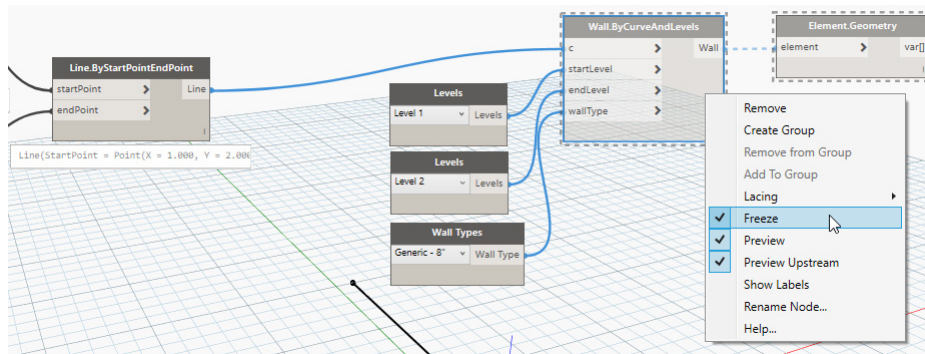 Line.ByStartPointEndPoint
startPoint > Line
endPoint >
Line(StartPoint = Point(X = 1.000, Y = 2.000
Levels
Level 1 Levels
Levels
Level 2 Levels
Wall Types
Generic - 8" Wall Type
Wall.ByCurveAndLevels
c > Wall
startLevel >
endLevel >
wallType >
Element.Geometry
element > var[]
Remove
Create Group
Remove from Group
Add To Group
Lacing
Freeze
Preview
Preview Upstream
Show Labels
Rename Node...
Help...